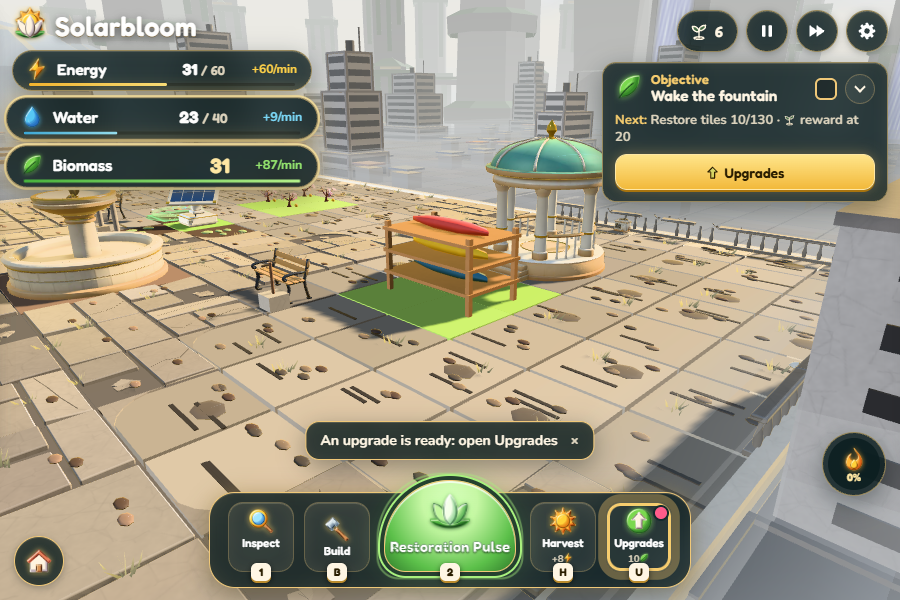 Solarbloom
6
Energy 31 / 60 +60/min
Water 23 / 40 +9/min
Biomass 31 +87/min
Objective
Wake the fountain
Next: Restore tiles 10/130 · reward at
20
Upgrades
An upgrade is ready: open Upgrades ×
0%
Inspect
1
Build
B
Restoration Pulse
2
Harvest
+8
H
Upgrades
10
U